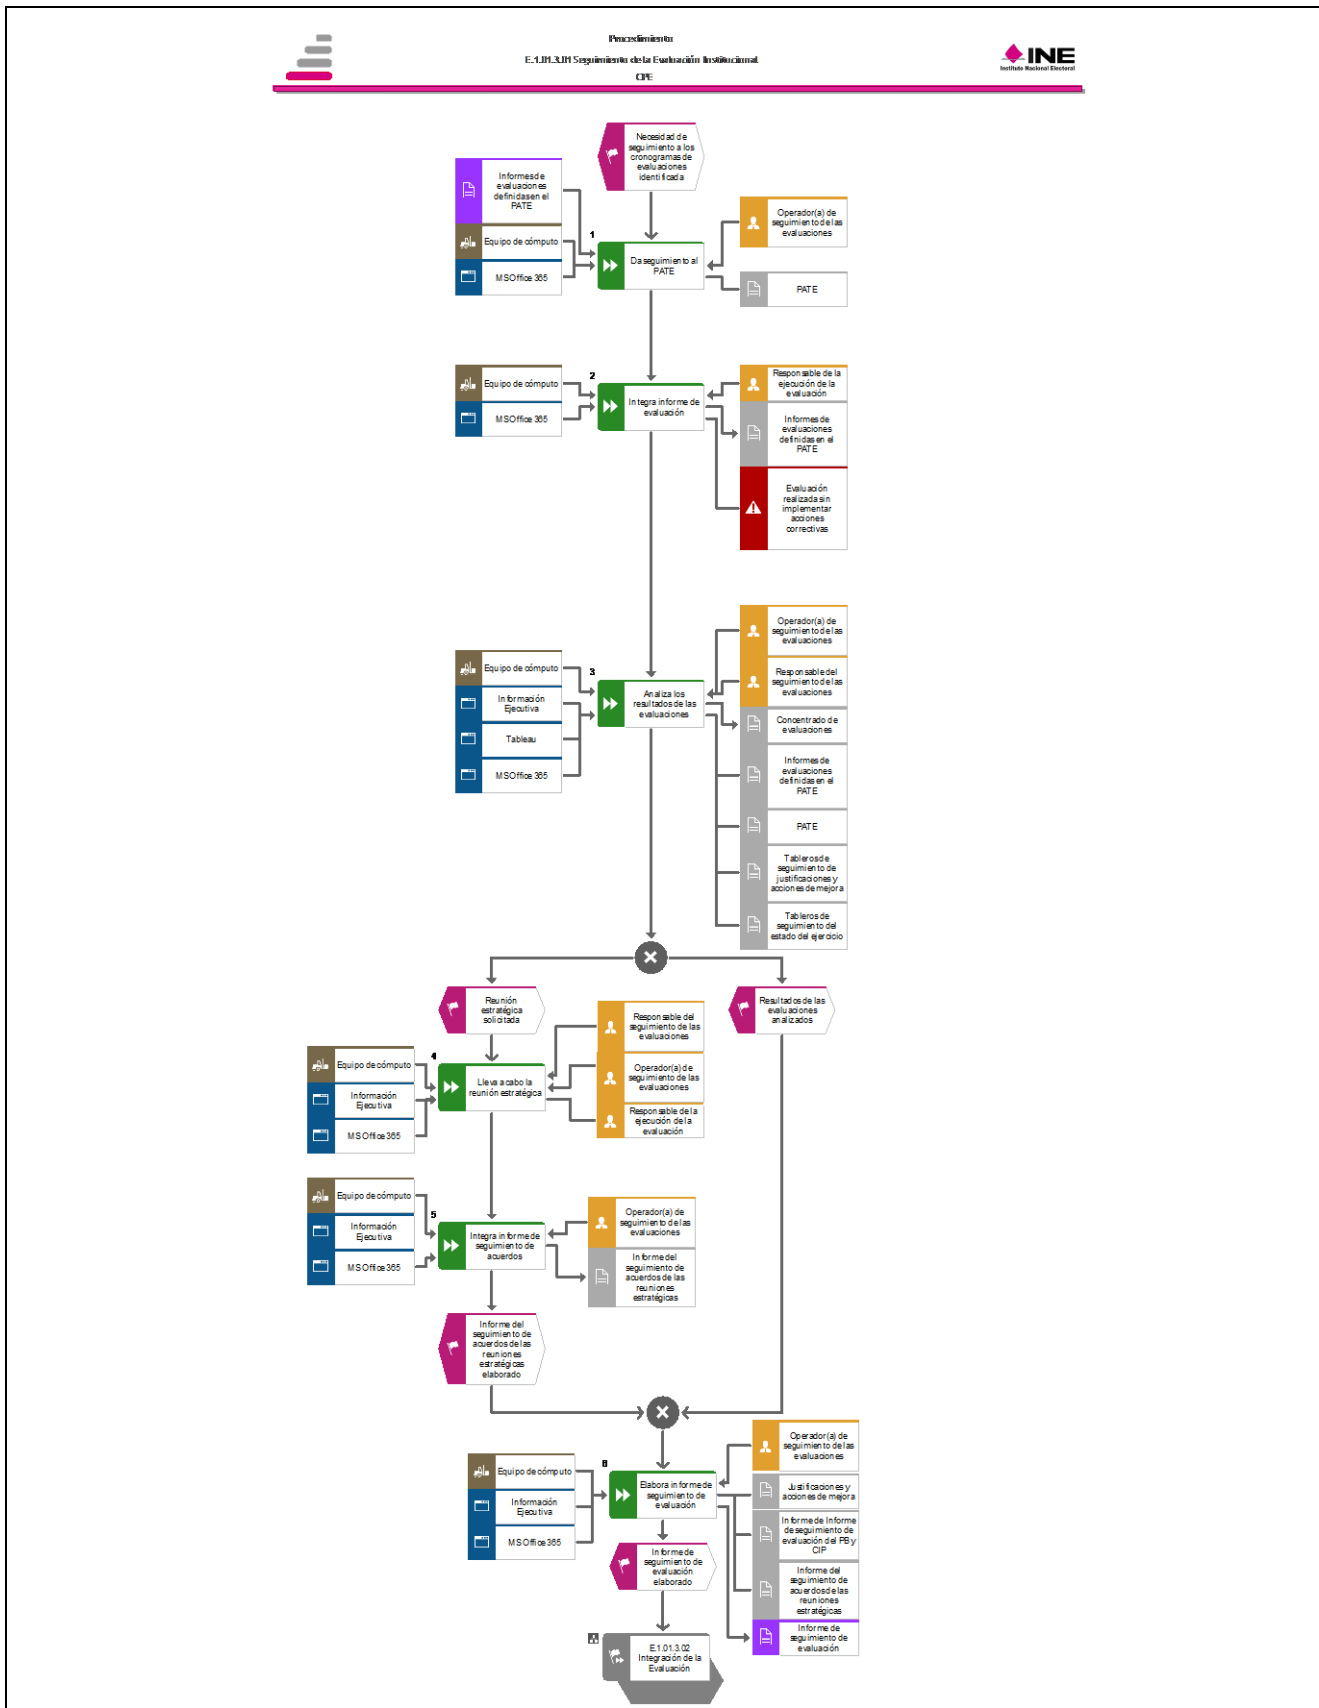 Procedimiento
E.1.01.3.01 Seguimiento de la Evaluación Institucional
CIPE
INE
Instituto Nacional Electoral
Necesidad de
seguimiento a los
cronogramas de
evaluaciones
identificada
Informes de
evaluaciones
definidas en el
PATE
Equipo de cómputo
MS Office 365
1
Da seguimiento al
PATE
Operador(a) de
seguimiento de las
evaluaciones
PATE
Equipo de cómputo
MS Office 365
2
Integra informe de
evaluación
Responsable de la
ejecución de la
evaluación
Informes de
evaluaciones
definidas en el
PATE
Evaluación
realizada sin
implementar
acciones
correctivas
Equipo de cómputo
Información
Ejecutiva
Tableau
MS Office 365
3
Analiza los
resultados de las
evaluaciones
Operador(a) de
seguimiento de las
evaluaciones
Responsable del
seguimiento de las
evaluaciones
Concentrado de
evaluaciones
Informes de
evaluaciones
definidas en el
PATE
PATE
Tableros de
seguimiento de
justificaciones y
acciones de mejora
Tableros de
seguimiento del
estado del ejercicio
Reunión
estratégica
solicitada
Resultados de las
evaluaciones
analizados
Equipo de cómputo
Información
Ejecutiva
MS Office 365
4
Lleva a cabo la
reunión estratégica
Responsable del
seguimiento de las
evaluaciones
Operador(a) de
seguimiento de las
evaluaciones
Responsable de la
ejecución de la
evaluación
Equipo de cómputo
Información
Ejecutiva
MS Office 365
5
Integra informe de
seguimiento de
acuerdos
Operador(a) de
seguimiento de las
evaluaciones
Informe del
seguimiento de
acuerdos de las
reuniones
estratégicas
Informe del
seguimiento de
acuerdos de las
reuniones
estratégicas
elaborado
Equipo de cómputo
Información
Ejecutiva
MS Office 365
6
Elabora informe de
seguimiento de
evaluación
Operador(a) de
seguimiento de las
evaluaciones
Justificaciones y
acciones de mejora
Informe de Informe
de seguimiento de
evaluación del PB y
CIP
Informe del
seguimiento de
acuerdos de las
reuniones
estratégicas
Informe de
seguimiento de
evaluación
Informe de
seguimiento de
evaluación
elaborado
E.1.01.3.02
Integración de la
Evaluación